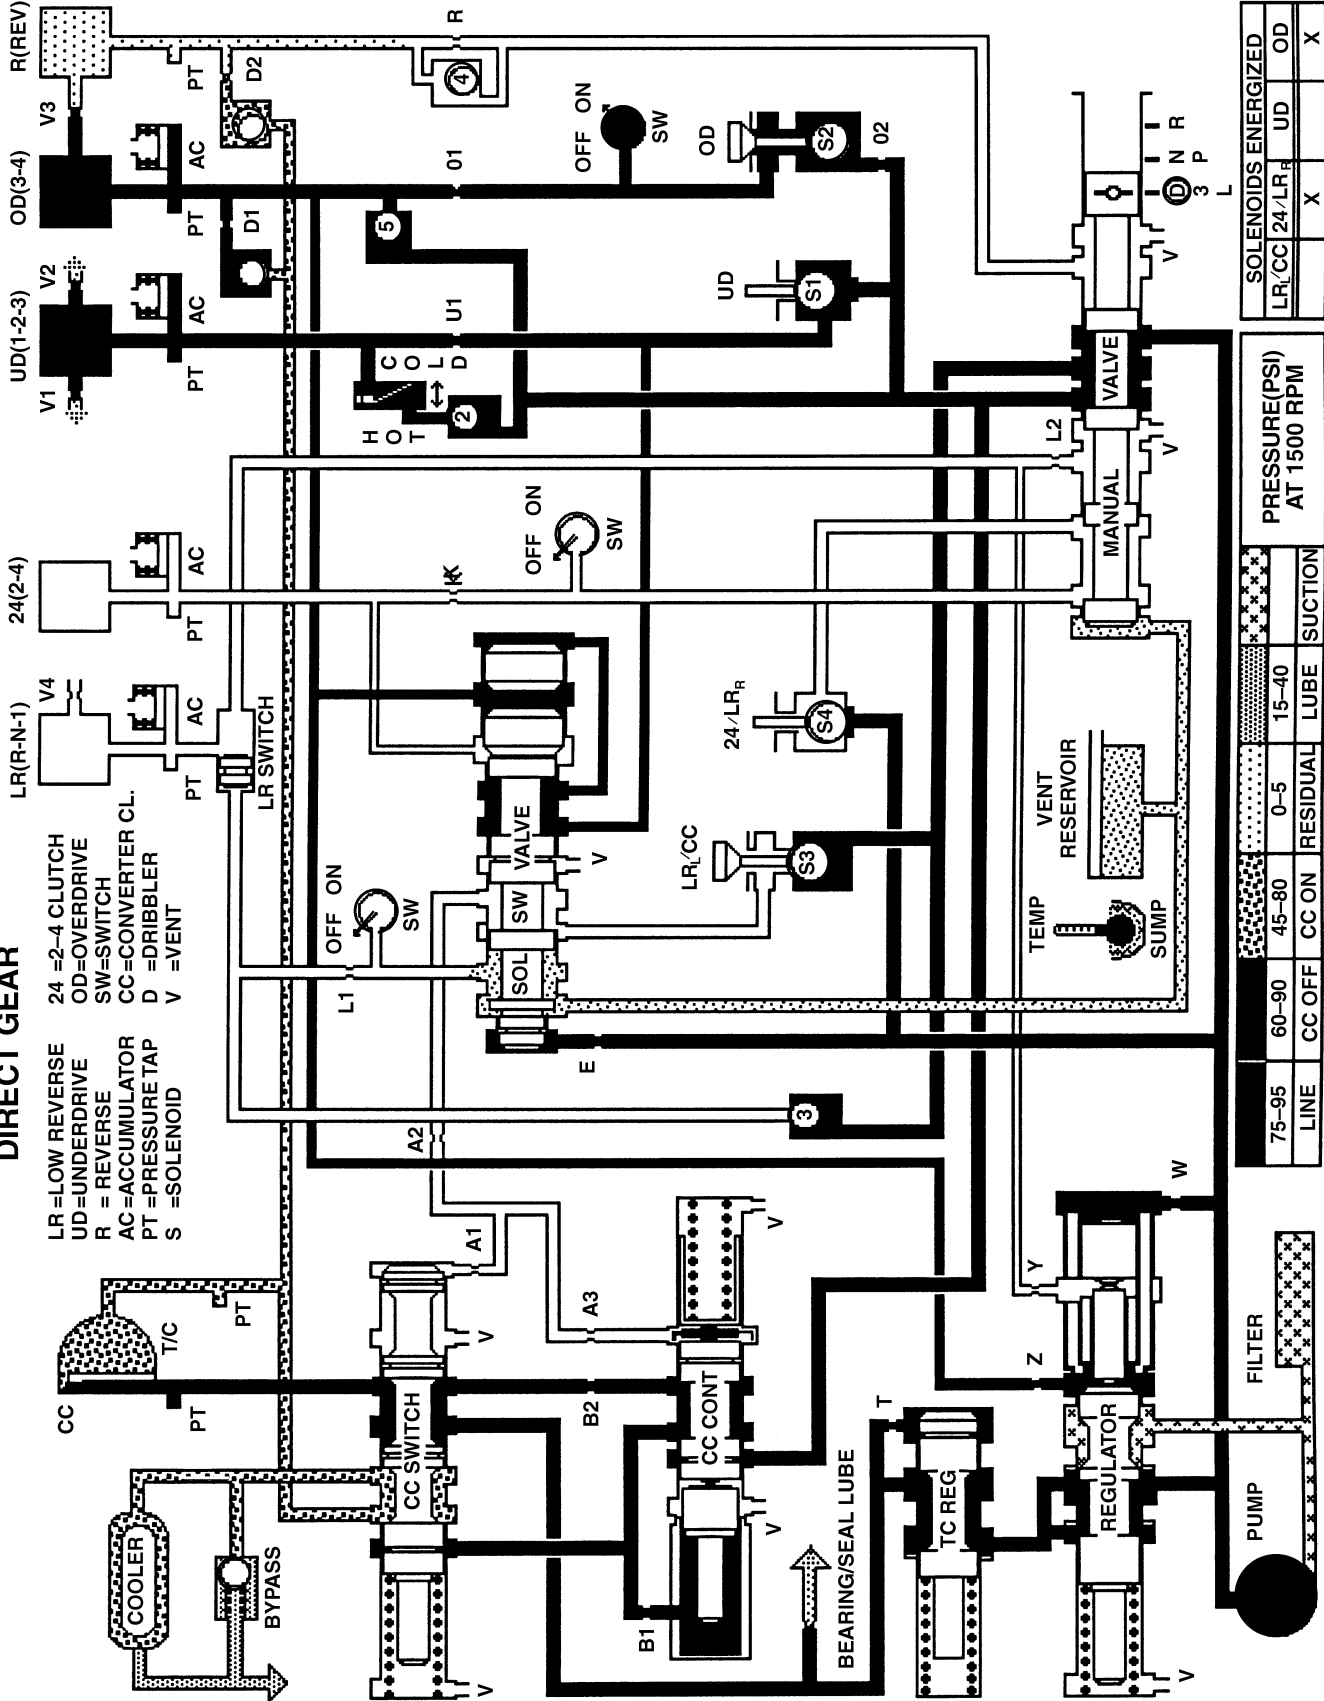 DIRECT GEAR
LR =LOW REVERSE
UD=UNDERDRIVE
R = REVERSE
AC =ACCUMULATOR
PT =PRESSURE TAP
S =SOLENOID
24 =2–4 CLUTCH
OD=OVERDRIVE
SW=SWITCH
CC=CONVERTER CL.
D =DRIBBLER
V =VENT
LR(R-N-1)
24(2-4)
UD(1-2-3)
OD(3-4)
R(REV)
V4
V1
V2
V3
CC
T/C
PT
PT
PT
AC
PT
AC
PT
AC
PT
AC
PT
D1
D2
COOLER
BYPASS
LR SWITCH
L1
OFF ON
SW
A2
A1
A3
CC SWITCH
V
V
B2
B1
CC CONT
V
V
BEARING/SEAL LUBE
T
TC REG
E
SOL
SW
VALVE
V
K
OFF ON
SW
HOT
COLD
2
U1
5
01
R
4
OFF ON
SW
UD
S1
OD
S2
02
LRL/CC
S3
24/LRR
S4
3
TEMP
SUMP
VENT
RESERVOIR
MANUAL
VALVE
L2
V
V
D N R
3 P
L
Z
Y
W
REGULATOR
V
PUMP
FILTER
75–95 60–90 45–80 0–5 15–40
LINE CC OFF CC ON RESIDUAL LUBE SUCTION
PRESSURE(PSI)
AT 1500 RPM
SOLENOIDS ENERGIZED
LRL/CC 24/LRR UD OD
X X